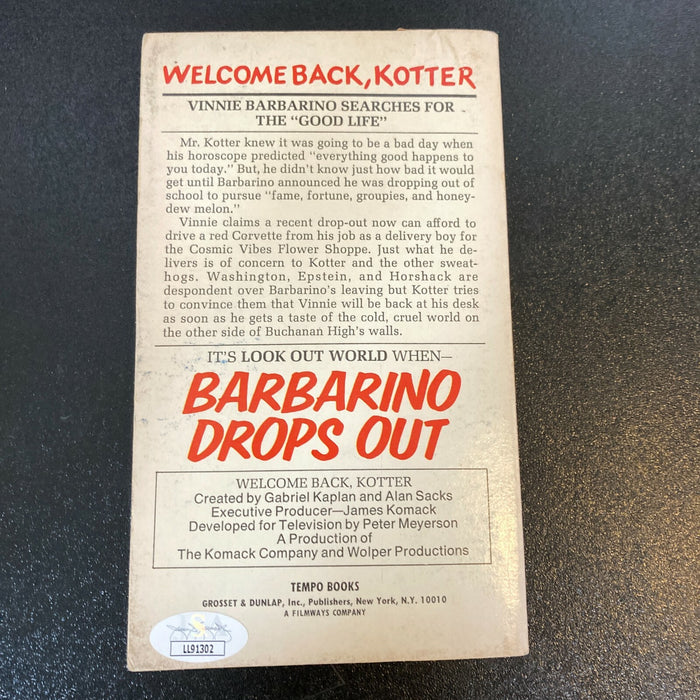 WELCOME BACK, KOTTER
VINNIE BARBARINO SEARCHES FOR
THE "GOOD LIFE"
Mr. Kotter knew it was going to be a bad day when
his horoscope predicted "everything good happens to
you today." But, he didn't know just how bad it would
get until Barbarino announced he was dropping out of
school to pursue "fame, fortune, groupies, and honey-
dew melon."
Vinnie claims a recent drop-out now can afford to
drive a red Corvette from his job as a delivery boy for
the Cosmic Vibes Flower Shoppe. Just what he de-
livers is of concern to Kotter and the other sweat-
hogs. Washington, Epstein, and Horshack are
despondent over Barbarino's leaving but Kotter tries
to convince them that Vinnie will be back at his desk
as soon as he gets a taste of the cold, cruel world on
the other side of Buchanan High's walls.
IT'S LOOK OUT WORLD WHEN—
BARBARINO
DROPS OUT
WELCOME BACK, KOTTER
Created by Gabriel Kaplan and Alan Sacks
Executive Producer—James Komack
Developed for Television by Peter Meyerson
A Production of
The Komack Company and Wolper Productions
TEMPO BOOKS
GROSSET & DUNLAP, Inc., Publishers, New York, N.Y. 10010
A FILMWAYS COMPANY
LL91302